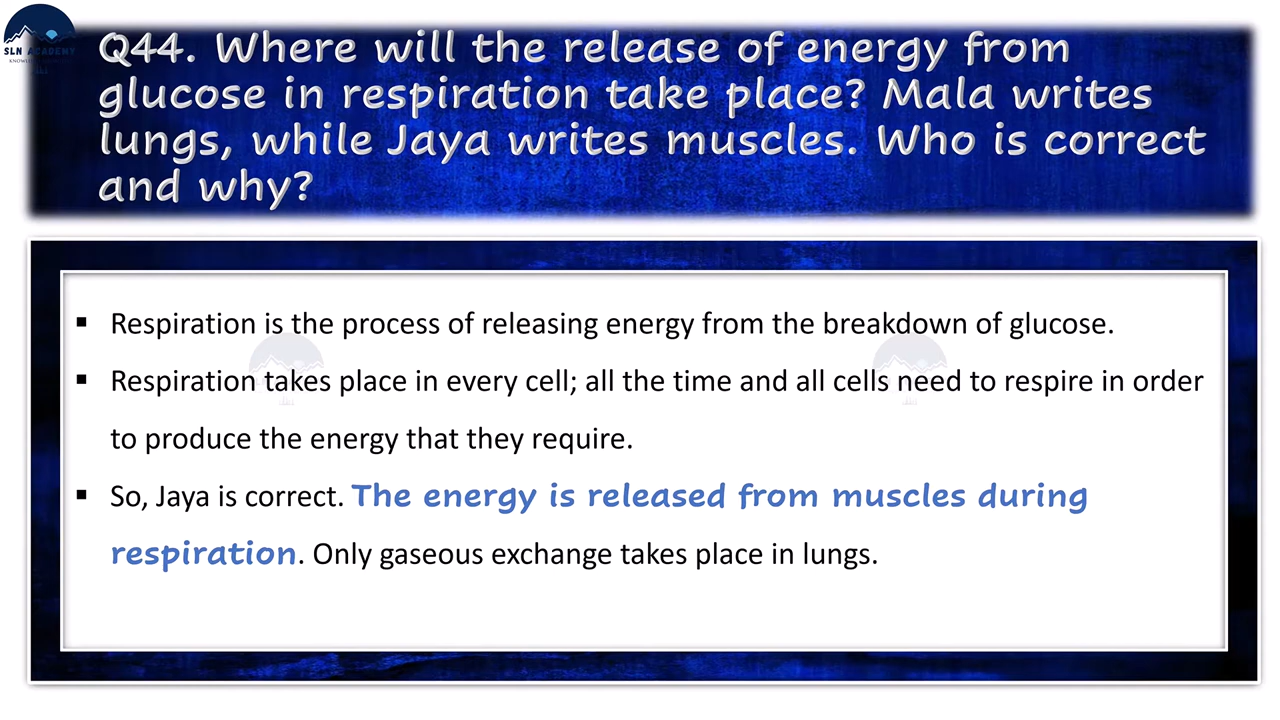 SLN ACADEMY
Q44. Where will the release of energy from
glucose in respiration take place? Mala writes
lungs, while Jaya writes muscles. Who is correct
and why?
▪ Respiration is the process of releasing energy from the breakdown of glucose.
▪ Respiration takes place in every cell; all the time and all cells need to respire in order
to produce the energy that they require.
▪ So, Jaya is correct. The energy is released from muscles during
respiration. Only gaseous exchange takes place in lungs.